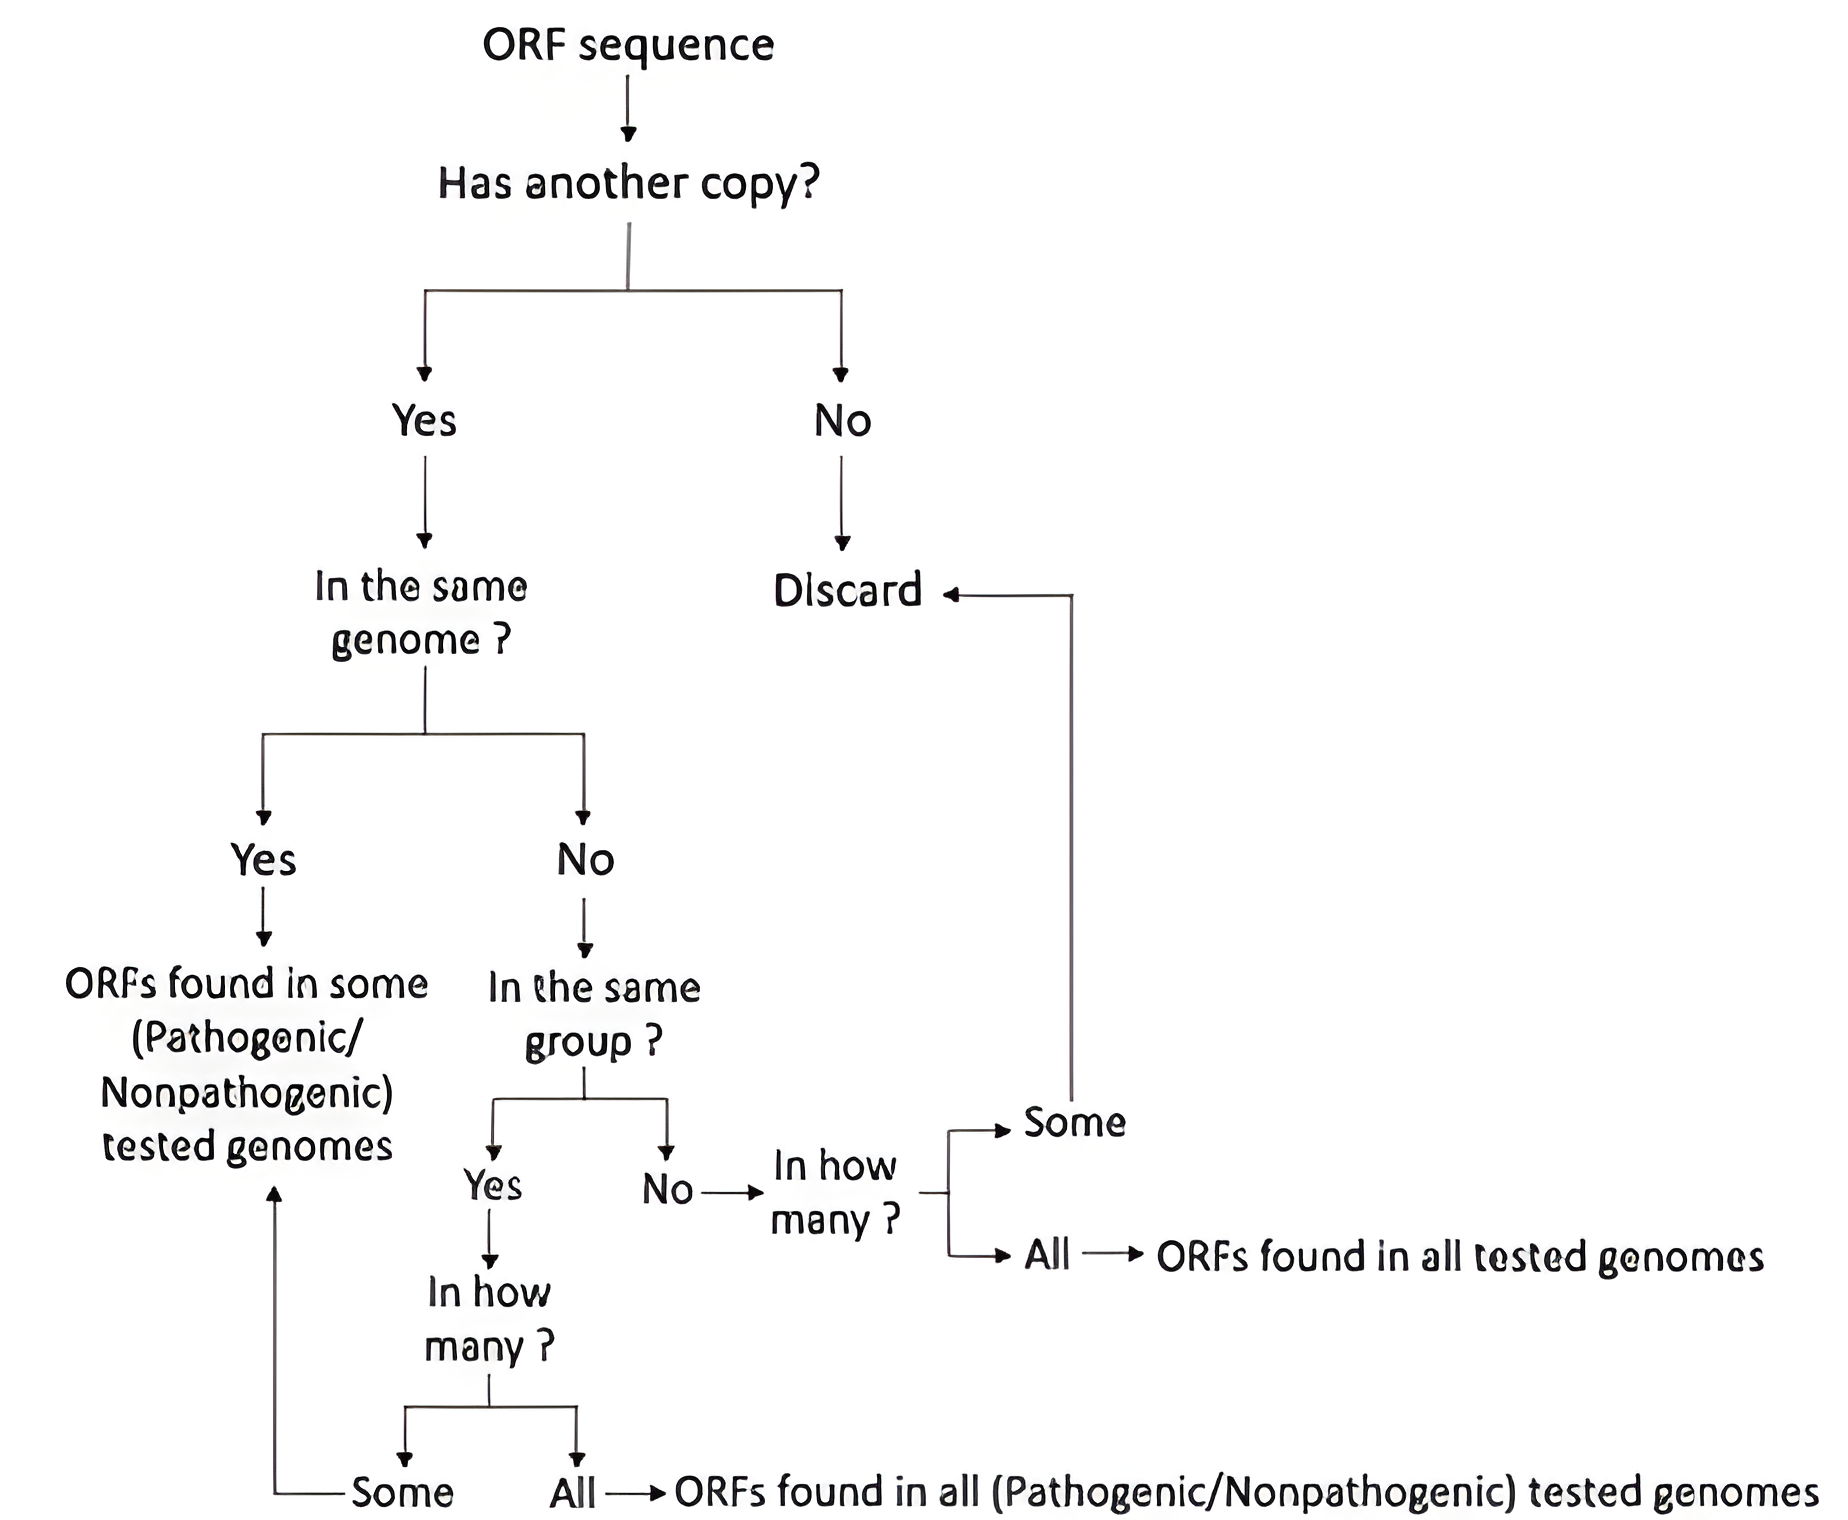 ORF sequence
Has another copy?
Yes
No
In the same
genome ?
Discard
Yes
No
ORFs found in some
(Pathogenic/
Nonpathogenic)
tested genomes
In the same
group ?
Yes
No
In how
many ?
Some
All
ORFs found in all tested genomes
In how
many ?
Some
All
ORFs found in all (Pathogenic/Nonpathogenic) tested genomes